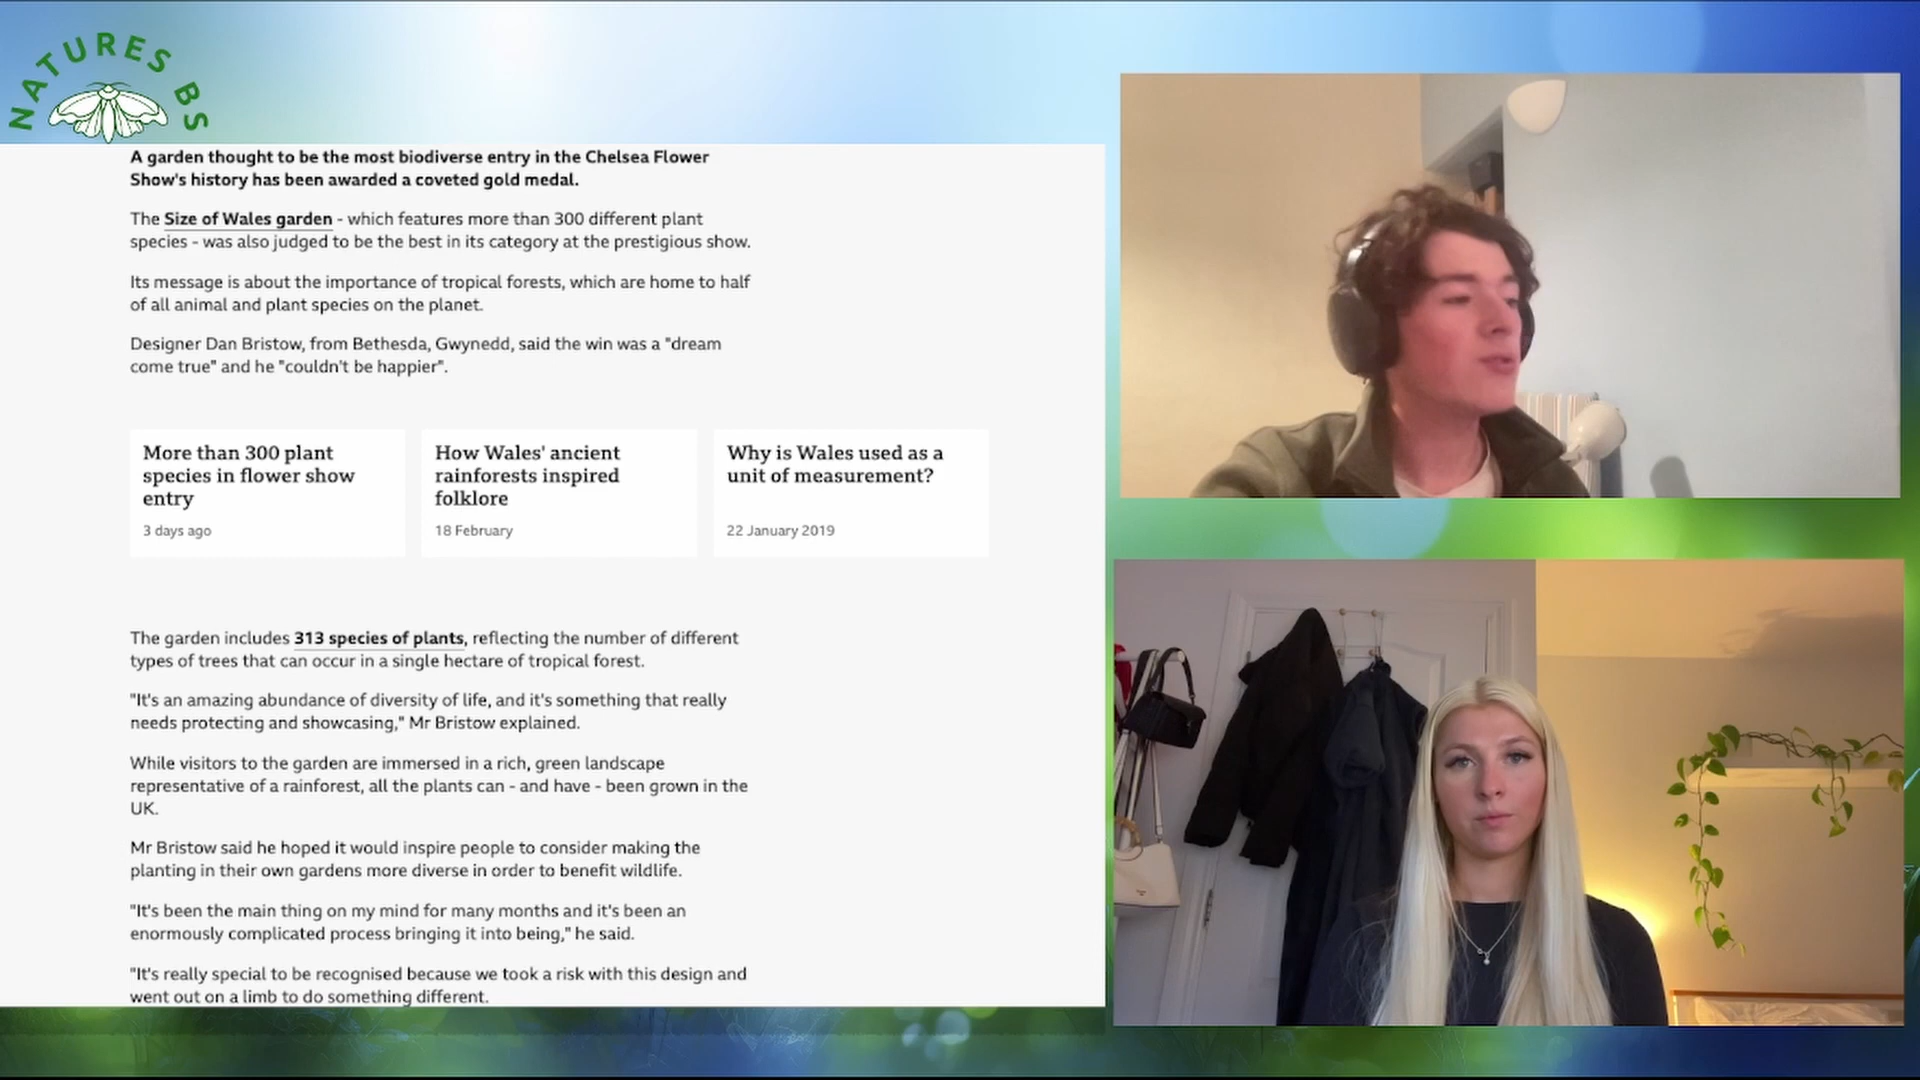 NATURES BS
A garden thought to be the most biodiverse entry in the Chelsea Flower
Show's history has been awarded a coveted gold medal.
The Size of Wales garden - which features more than 300 different plant
species - was also judged to be the best in its category at the prestigious show.
Its message is about the importance of tropical forests, which are home to half
of all animal and plant species on the planet.
Designer Dan Bristow, from Bethesda, Gwynedd, said the win was a "dream
come true" and he "couldn't be happier".
More than 300 plant
species in flower show
entry
3 days ago
How Wales' ancient
rainforests inspired
folklore
18 February
Why is Wales used as a
unit of measurement?
22 January 2019
The garden includes 313 species of plants, reflecting the number of different
types of trees that can occur in a single hectare of tropical forest.
"It's an amazing abundance of diversity of life, and it's something that really
needs protecting and showcasing," Mr Bristow explained.
While visitors to the garden are immersed in a rich, green landscape
representative of a rainforest, all the plants can - and have - been grown in the
UK.
Mr Bristow said he hoped it would inspire people to consider making the
planting in their own gardens more diverse in order to benefit wildlife.
"It's been the main thing on my mind for many months and it's been an
enormously complicated process bringing it into being," he said.
"It's really special to be recognised because we took a risk with this design and
went out on a limb to do something different.